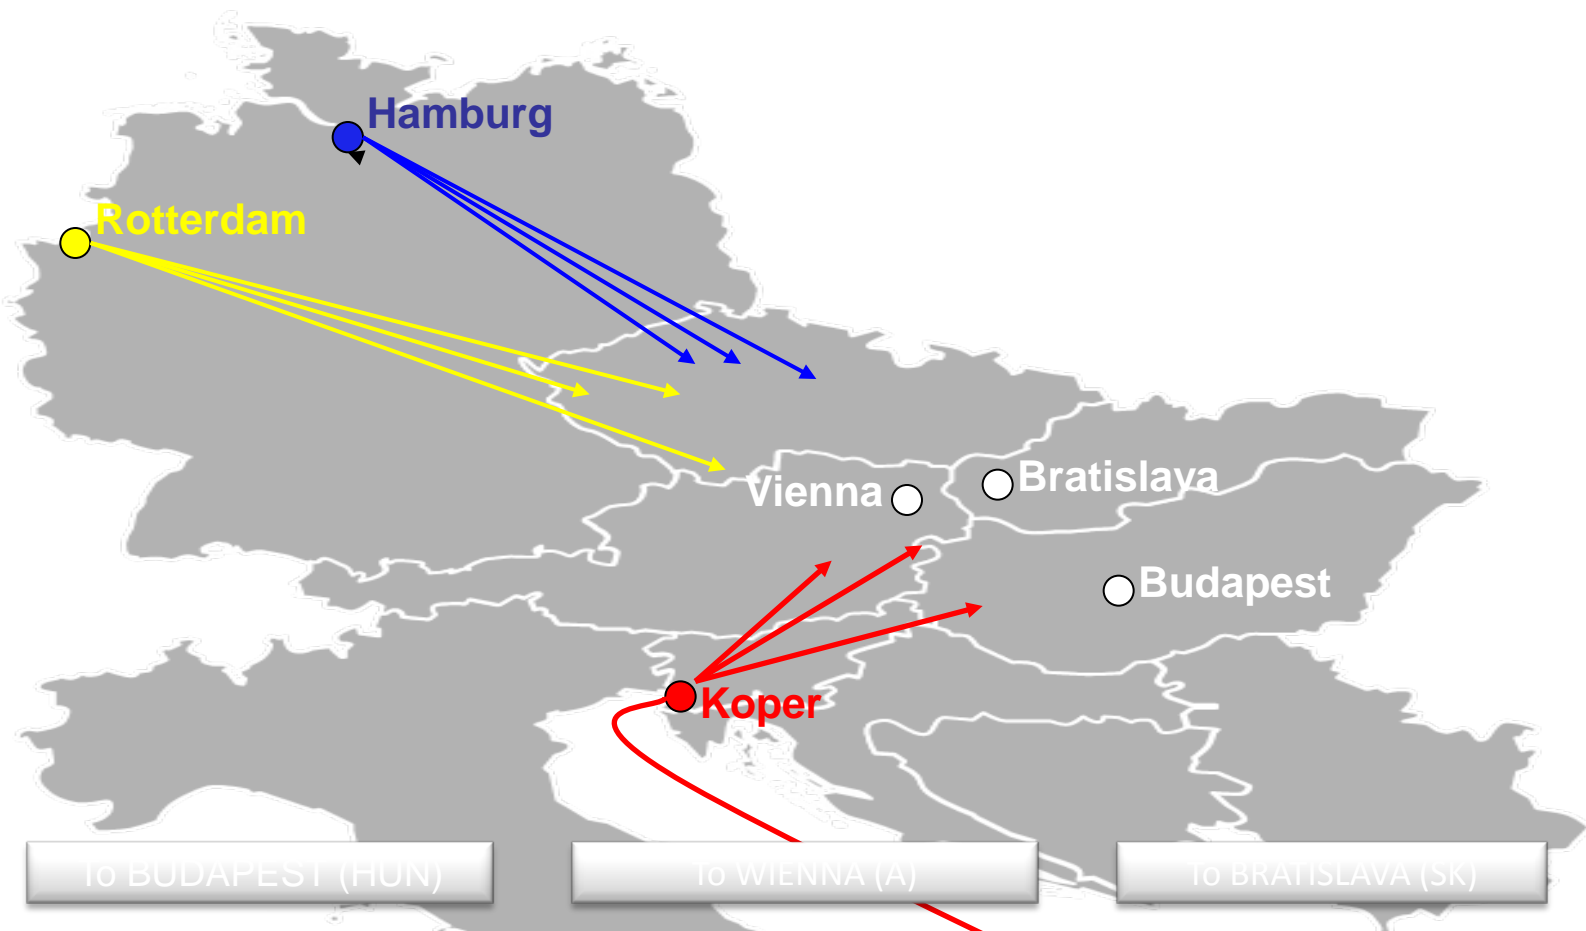 Hamburg
Rotterdam
Bratislava
Vienna
Budapest
Koper
To BUDAPEST (HUN)
To WIENNA (A)
To BRATISLAVA (SK)